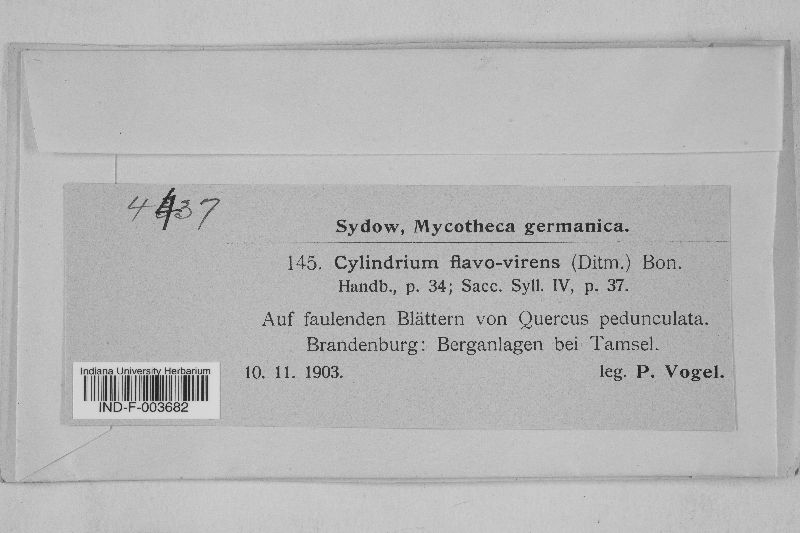 4437
Sydow, Mycotheca germanica.
145. Cylindrium flavo-virens (Ditm.) Bon.
Handb., p. 34; Sacc. Syll. IV, p. 37.
Auf faulenden Blättern von Quercus pedunculata.
Brandenburg: Berganlagen bei Tamsel.
10. 11. 1903. leg. P. Vogel.
Indiana University Herbarium
IND-F-003682